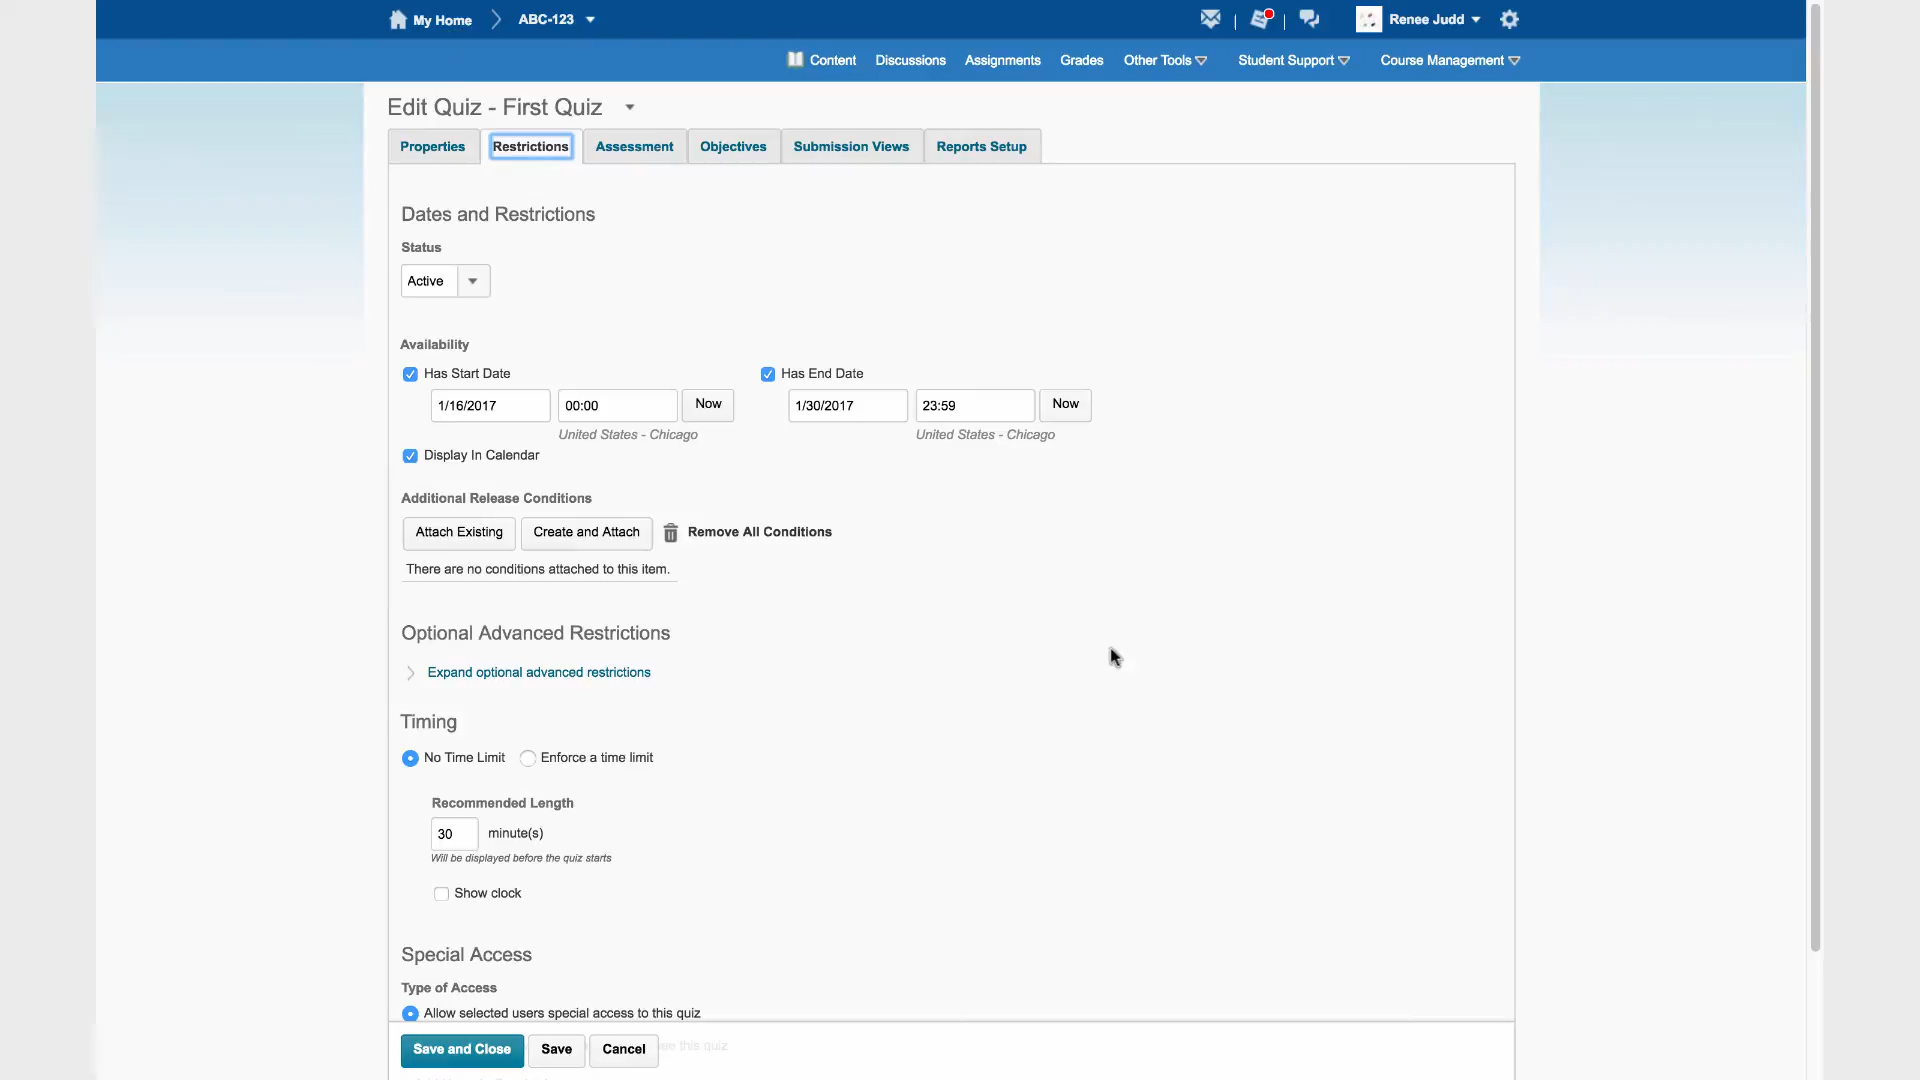 My Home ABC-123 Renee Judd
Content Discussions Assignments Grades Other Tools Student Support Course Management
Edit Quiz - First Quiz
Properties Restrictions Assessment Objectives Submission Views Reports Setup
Dates and Restrictions
Status
Active
Availability
Has Start Date Has End Date
1/16/2017 00:00 Now 1/30/2017 23:59 Now
United States - Chicago United States - Chicago
Display In Calendar
Additional Release Conditions
Attach Existing Create and Attach Remove All Conditions
There are no conditions attached to this item.
Optional Advanced Restrictions
Expand optional advanced restrictions
Timing
No Time Limit Enforce a time limit
Recommended Length
30 minute(s)
Will be displayed before the quiz starts
Show clock
Special Access
Type of Access
Allow selected users special access to this quiz
Save and Close Save Cancel this quiz